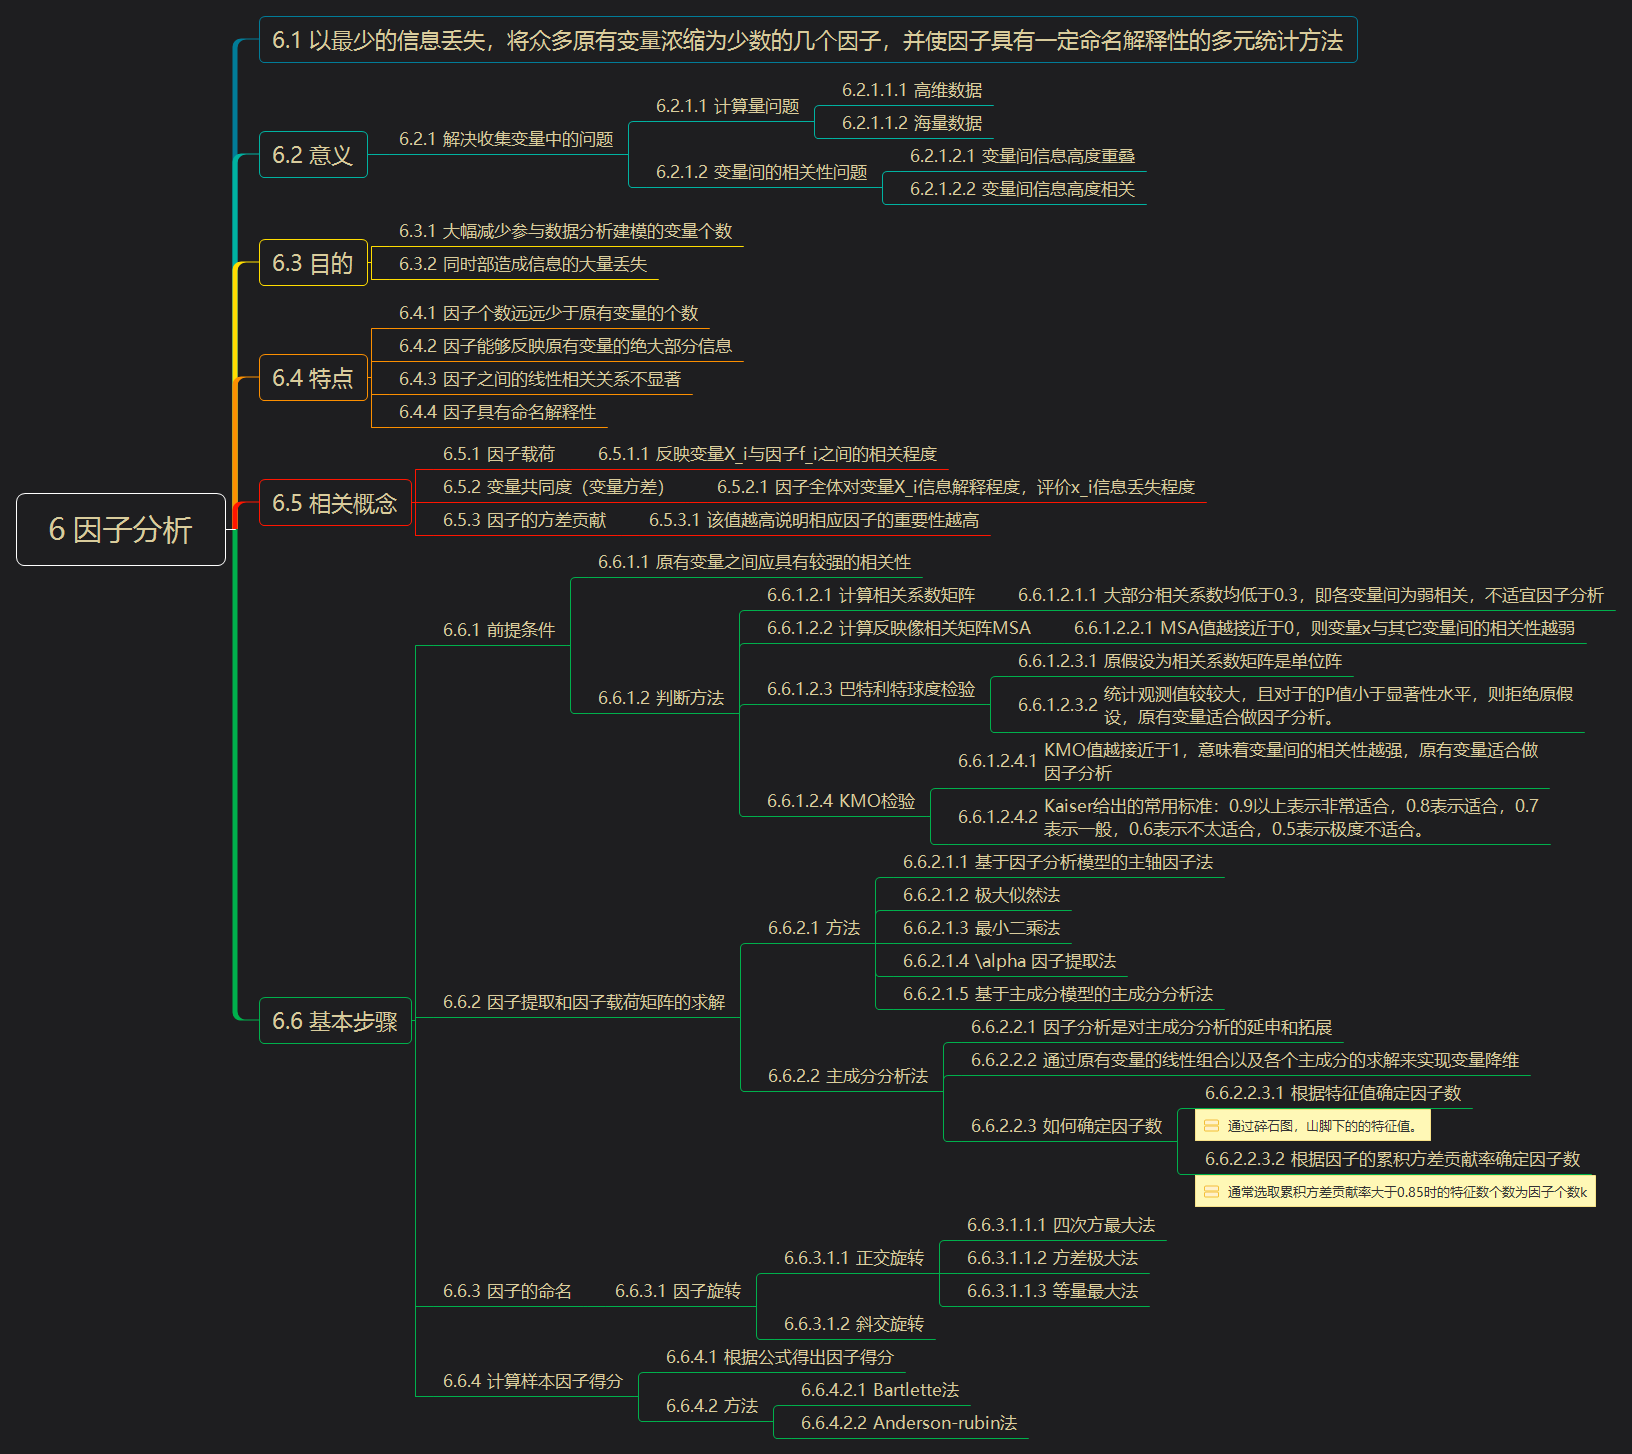 6 因子分析
6.1 以最少的信息丢失，将众多原有变量浓缩为少数的几个因子，并使因子具有一定命名解释性的多元统计方法
6.2 意义
6.2.1 解决收集变量中的问题
6.2.1.1 计算量问题
6.2.1.1.1 高维数据
6.2.1.1.2 海量数据
6.2.1.2 变量间的相关性问题
6.2.1.2.1 变量间信息高度重叠
6.2.1.2.2 变量间信息高度相关
6.3 目的
6.3.1 大幅减少参与数据分析建模的变量个数
6.3.2 同时部造成信息的大量丢失
6.4 特点
6.4.1 因子个数远远少于原有变量的个数
6.4.2 因子能够反映原有变量的绝大部分信息
6.4.3 因子之间的线性相关关系不显著
6.4.4 因子具有命名解释性
6.5 相关概念
6.5.1 因子载荷
6.5.1.1 反映变量X_i与因子f_i之间的相关程度
6.5.2 变量共同度（变量方差）
6.5.2.1 因子全体对变量X_i信息解释程度，评价x_i信息丢失程度
6.5.3 因子的方差贡献
6.5.3.1 该值越高说明相应因子的重要性越高
6.6 基本步骤
6.6.1 前提条件
6.6.1.1 原有变量之间应具有较强的相关性
6.6.1.2 判断方法
6.6.1.2.1 计算相关系数矩阵
6.6.1.2.1.1 大部分相关系数均低于0.3，即各变量间为弱相关，不适宜因子分析
6.6.1.2.2 计算反映像相关矩阵MSA
6.6.1.2.2.1 MSA值越接近于0，则变量x与其它变量间的相关性越弱
6.6.1.2.3 巴特利特球度检验
6.6.1.2.3.1 原假设为相关系数矩阵是单位阵
6.6.1.2.3.2 统计观测值较较大，且对于的P值小于显著性水平，则拒绝原假
设，原有变量适合做因子分析。
6.6.1.2.4 KMO检验
6.6.1.2.4.1 KMO值越接近于1，意味着变量间的相关性越强，原有变量适合做
因子分析
6.6.1.2.4.2 Kaiser给出的常用标准：0.9以上表示非常适合，0.8表示适合，0.7
表示一般，0.6表示不太适合，0.5表示极度不适合。
6.6.2 因子提取和因子载荷矩阵的求解
6.6.2.1 方法
6.6.2.1.1 基于因子分析模型的主轴因子法
6.6.2.1.2 极大似然法
6.6.2.1.3 最小二乘法
6.6.2.1.4 \alpha 因子提取法
6.6.2.1.5 基于主成分模型的主成分分析法
6.6.2.2 主成分分析法
6.6.2.2.1 因子分析是对主成分分析的延申和拓展
6.6.2.2.2 通过原有变量的线性组合以及各个主成分的求解来实现变量降维
6.6.2.2.3 如何确定因子数
6.6.2.2.3.1 根据特征值确定因子数
通过碎石图，山脚下的的特征值。
6.6.2.2.3.2 根据因子的累积方差贡献率确定因子数
通常选取累积方差贡献率大于0.85时的特征数个数为因子个数k
6.6.3 因子的命名
6.6.3.1 因子旋转
6.6.3.1.1 正交旋转
6.6.3.1.1.1 四次方最大法
6.6.3.1.1.2 方差极大法
6.6.3.1.1.3 等量最大法
6.6.3.1.2 斜交旋转
6.6.4 计算样本因子得分
6.6.4.1 根据公式得出因子得分
6.6.4.2 方法
6.6.4.2.1 Bartlette法
6.6.4.2.2 Anderson-rubin法